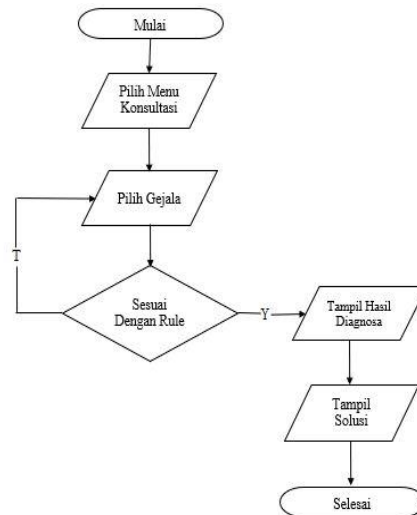 Mulai
Pilih Menu
Konsultasi
Pilih Gejala
T
Sesuai
Dengan Rule
Y
Tampil Hasil
Diagnosa
Tampil
Solusi
Selesai